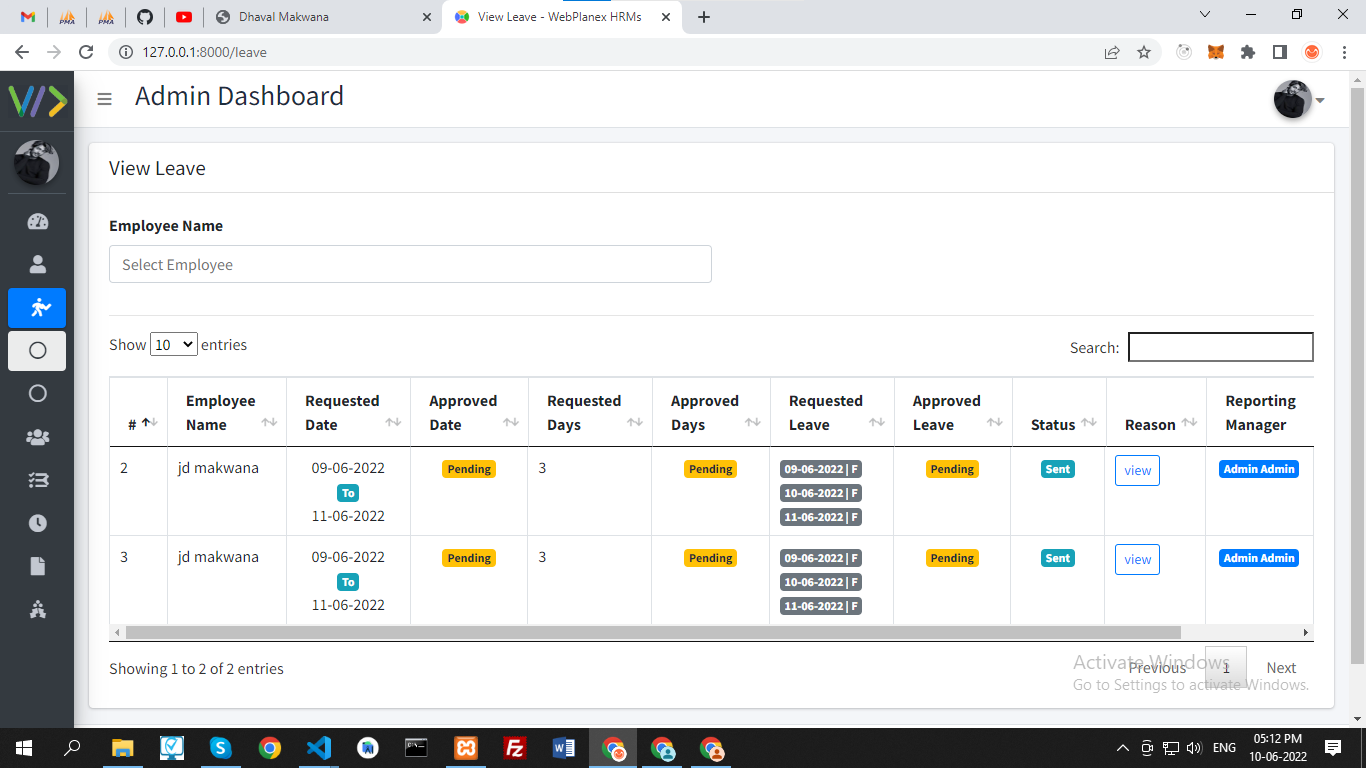 Dhaval Makwana
View Leave - WebPlanex HRMs
127.0.0.1:8000/leave
Admin Dashboard
View Leave
Employee Name
Select Employee
Show 10 entries
Search:
# Employee Name Requested Date Approved Date Requested Days Approved Days Requested Leave Approved Leave Status Reason Reporting Manager
2 jd makwana 09-06-2022 Pending 3 Pending 09-06-2022 | F Pending Sent view Admin Admin
To 10-06-2022 | F
11-06-2022 11-06-2022 | F
3 jd makwana 09-06-2022 Pending 3 Pending 09-06-2022 | F Pending Sent view Admin Admin
To 10-06-2022 | F
11-06-2022 11-06-2022 | F
Showing 1 to 2 of 2 entries
Previous 1 Next
Activate Windows
Go to Settings to activate Windows.
ENG
05:12 PM
10-06-2022